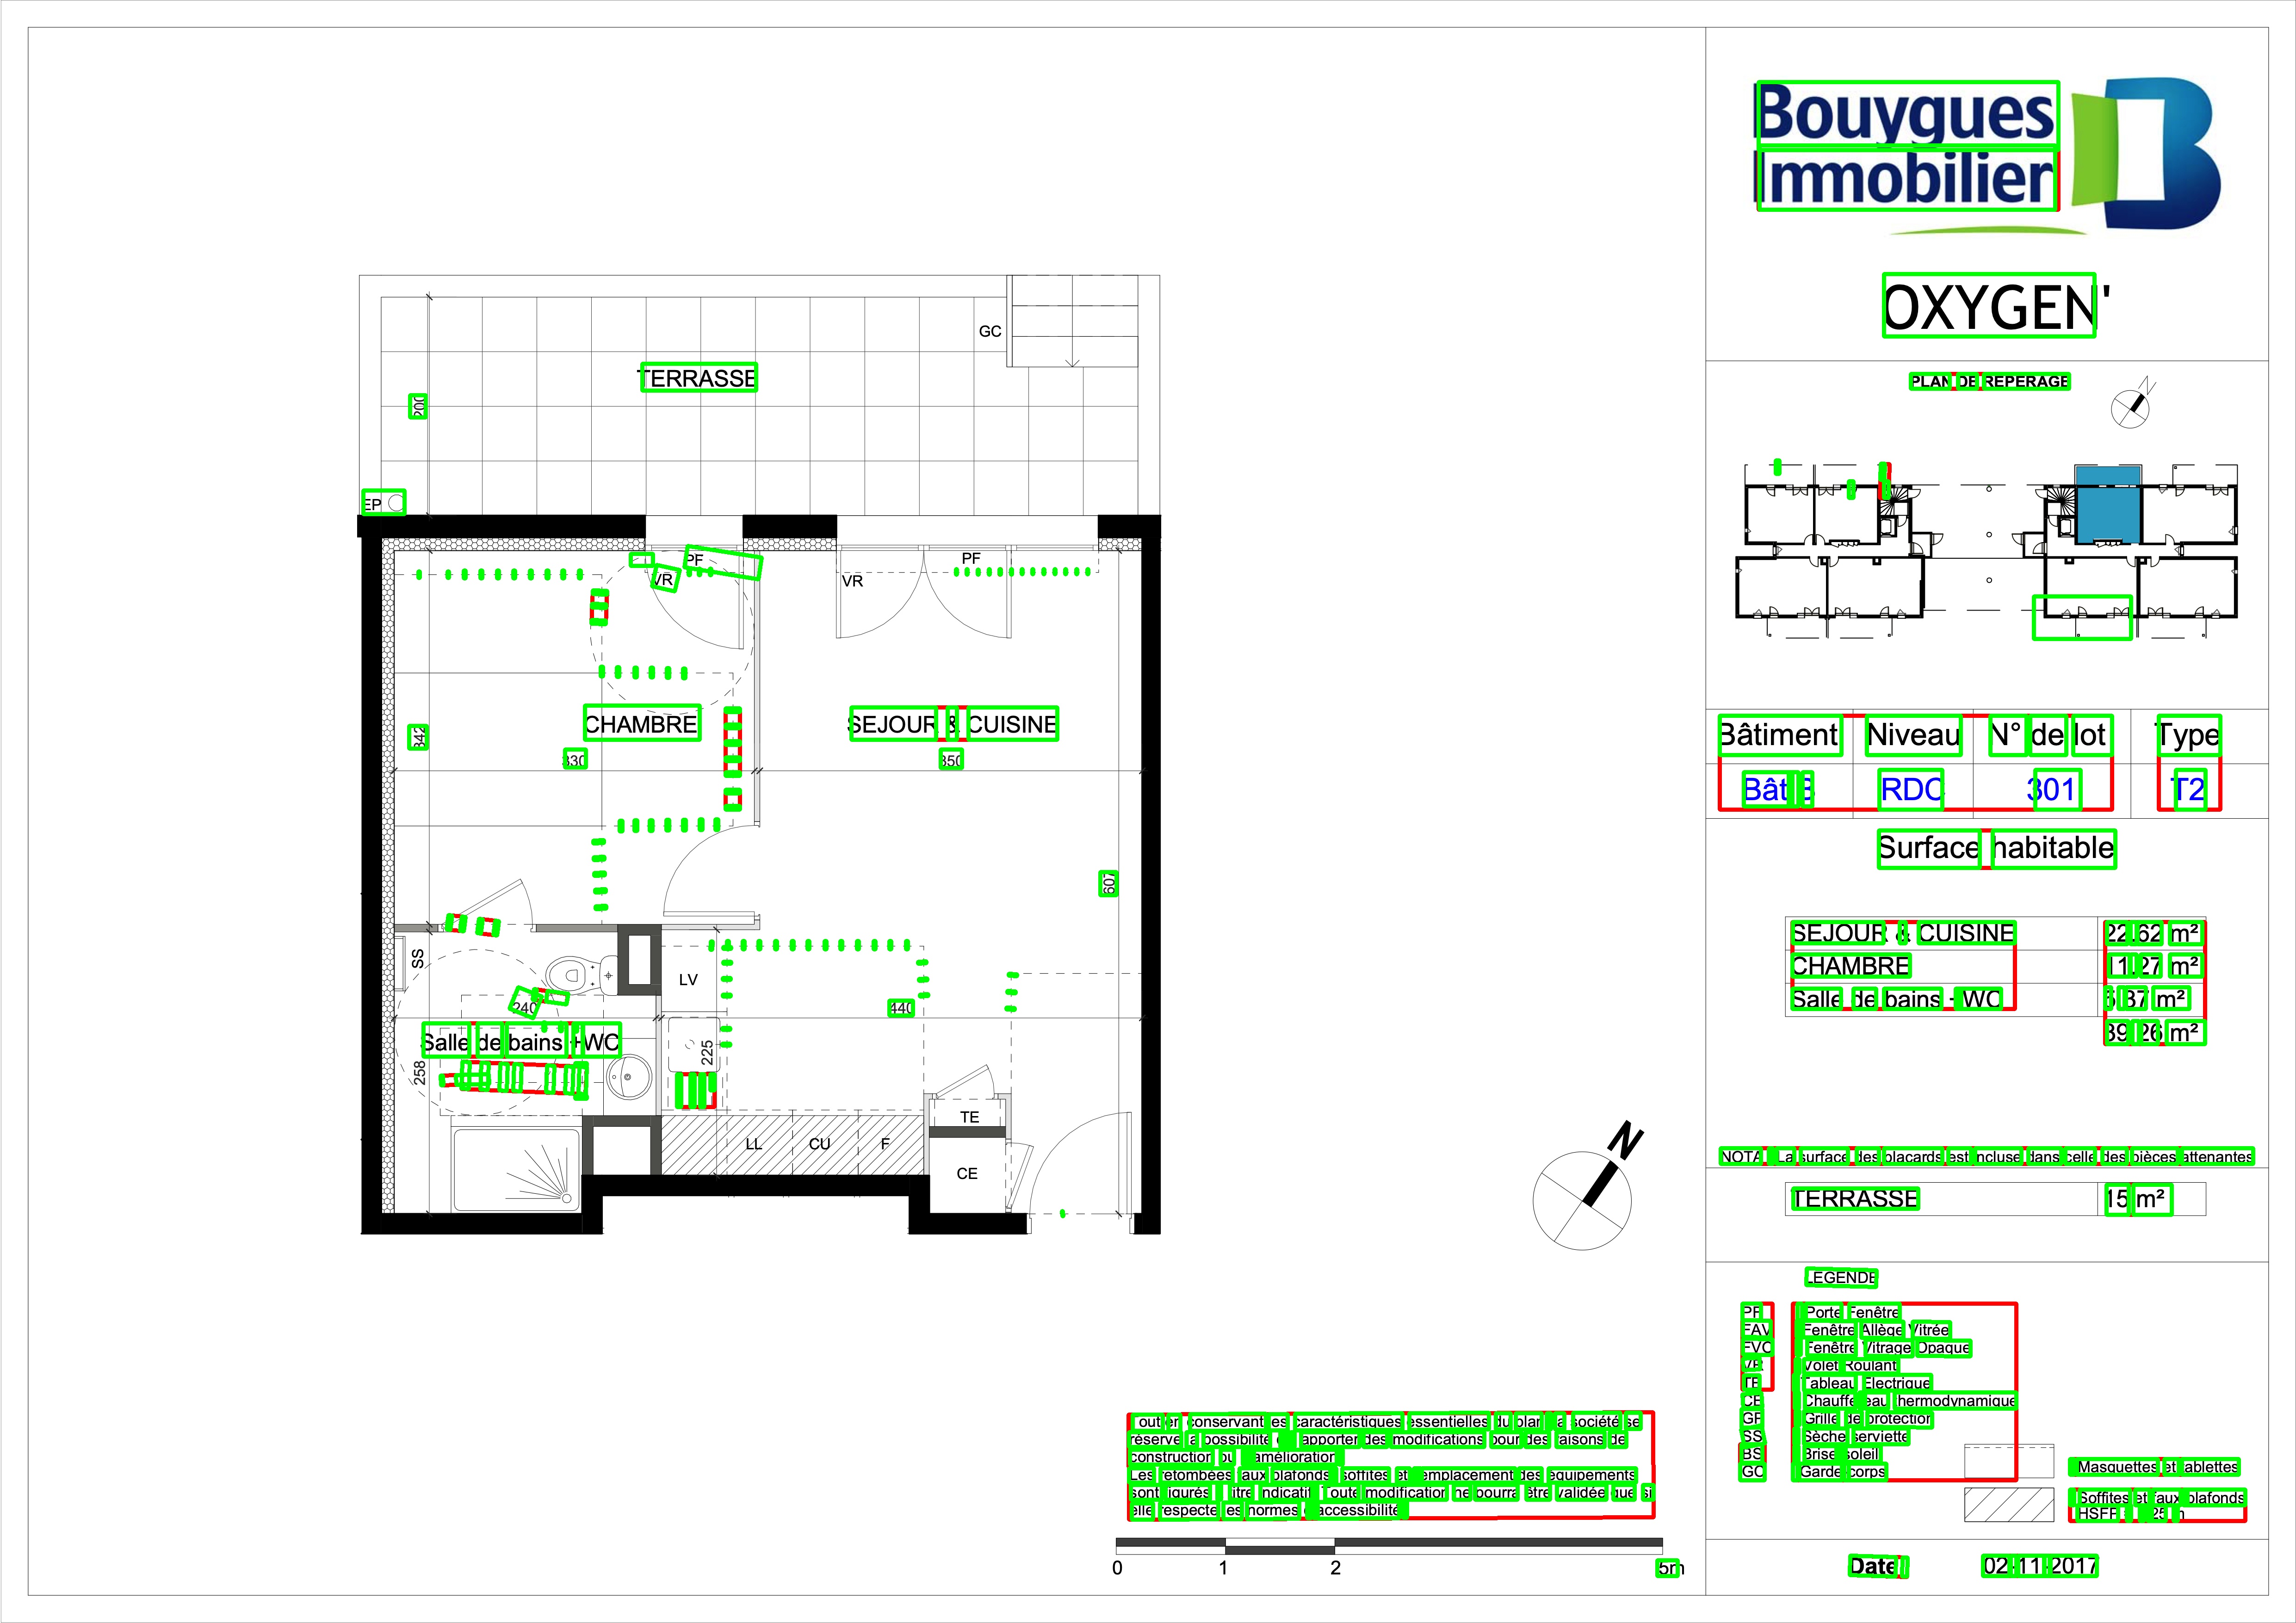 Bouygues
Immobilier
OXYGEN'
PLAN DE REPERAGE
N
GC
TERRASSE
200
EP
PF
VR
PF
VR
CHAMBRE
SEJOUR & CUISINE
342
330
350
607
SS
LV
240
440
Salle de bains + WC
258
225
TE
LL
CU
F
CE
N
Bâtiment Niveau N° de lot Type
Bât B RDC 301 T2
Surface habitable
SEJOUR & CUISINE 22.62 m²
CHAMBRE 11.27 m²
Salle de bains + WC 5.37 m²
39.26 m²
NOTA : La surface des placards est incluse dans celle des pièces attenantes
TERRASSE 15 m²
LEGENDE
PF : Porte Fenêtre
FAV : Fenêtre Allège Vitrée
FVO : Fenêtre Vitrage Opaque
VR : Volet Roulant
TE : Tableau Electrique
CE : Chauffe eau thermodynamique
GP : Grille de protection
SS : Sèche serviette
BS : Brise soleil
GC : Garde corps
: Masquettes et tablettes
: Soffites et faux plafonds
Tout en conservant les caractéristiques essentielles du plan, la société se
réserve la possibilité d'apporter des modifications pour des raisons de
construction ou d'amélioration.
Les retombées, faux plafonds, soffites et emplacement des équipements
sont figurés à titre indicatif. Toute modification ne pourra être validée que si
elle respecte les normes d'accessibilité.
0 1 2 5m
Date : 02-11-2017